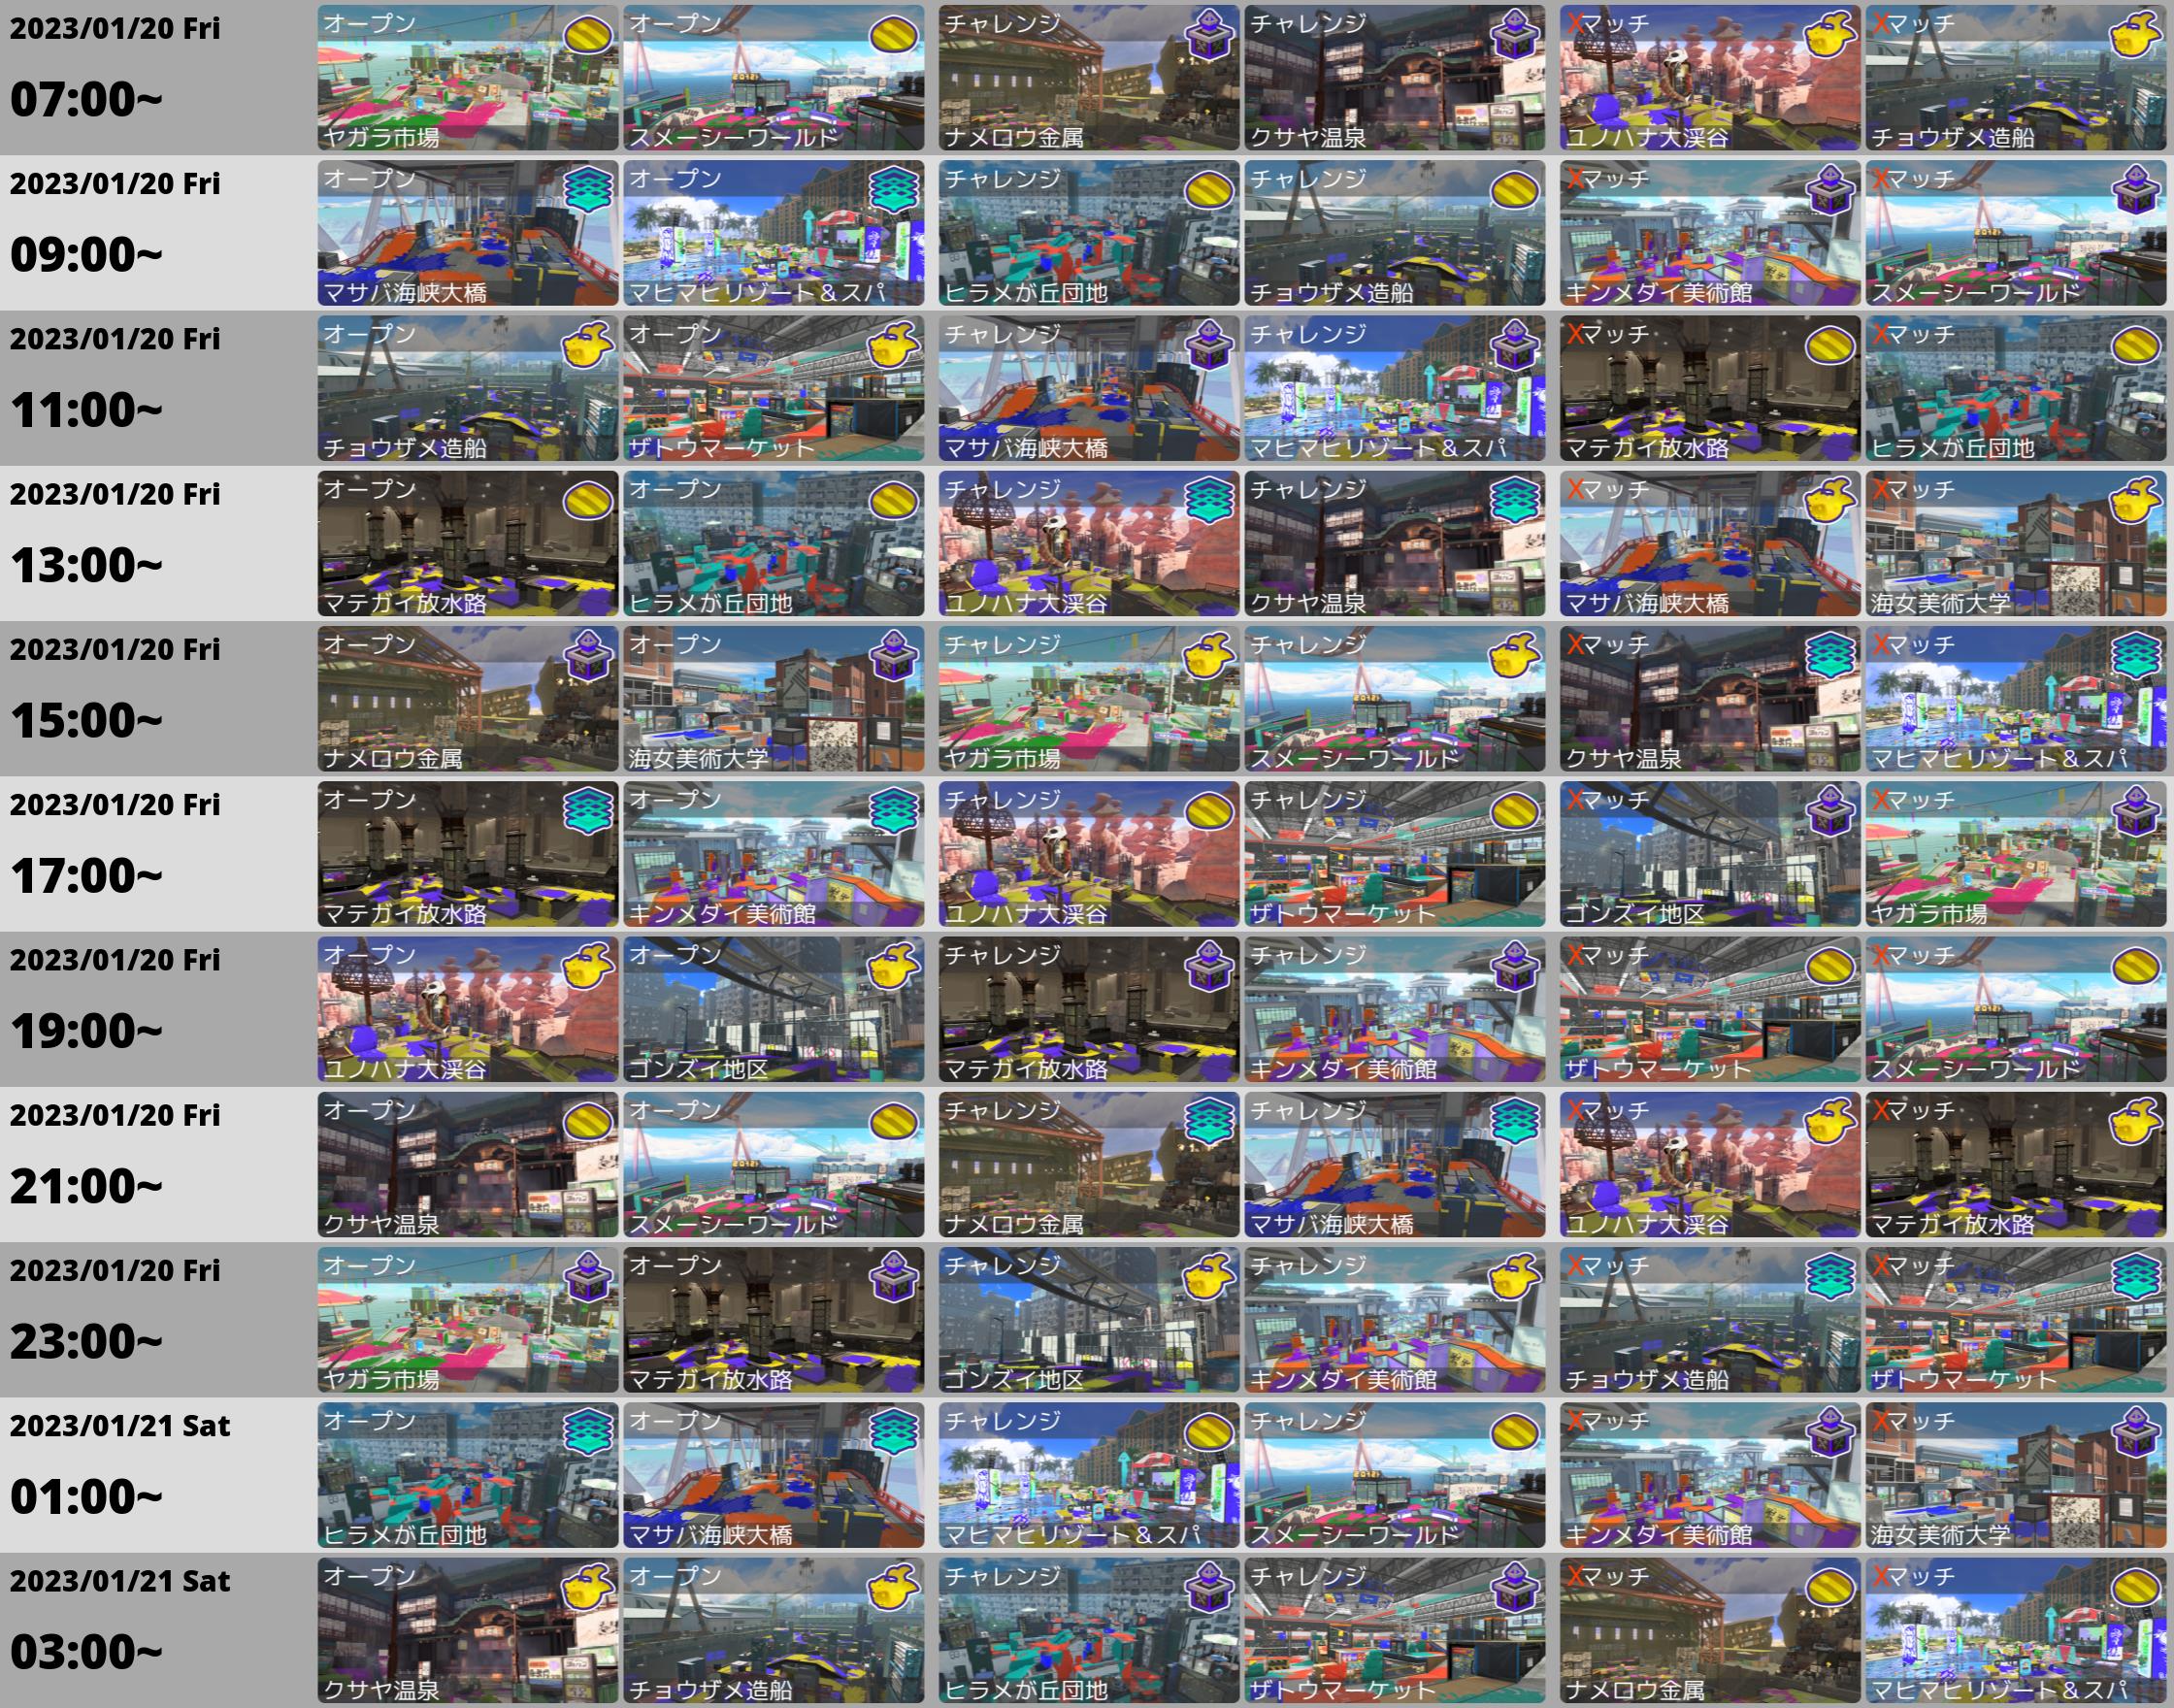 2023/01/20 Fri
07:00~
オープン オープン チャレンジ チャレンジ Xマッチ Xマッチ
ヤガラ市場 スメーシーワールド ナメロウ金属 クサヤ温泉 ユノハナ大渓谷 チョウザメ造船
2023/01/20 Fri
09:00~
オープン オープン チャレンジ チャレンジ Xマッチ Xマッチ
マサバ海峡大橋 マヒマヒリゾート＆スパ ヒラメが丘団地 チョウザメ造船 キンメダイ美術館 スメーシーワールド
2023/01/20 Fri
11:00~
オープン オープン チャレンジ チャレンジ Xマッチ Xマッチ
チョウザメ造船 ザトウマーケット マサバ海峡大橋 マヒマヒリゾート＆スパ マテガイ放水路 ヒラメが丘団地
2023/01/20 Fri
13:00~
オープン オープン チャレンジ チャレンジ Xマッチ Xマッチ
マテガイ放水路 ヒラメが丘団地 ユノハナ大渓谷 クサヤ温泉 マサバ海峡大橋 海女美術大学
2023/01/20 Fri
15:00~
オープン オープン チャレンジ チャレンジ Xマッチ Xマッチ
ナメロウ金属 海女美術大学 ヤガラ市場 スメーシーワールド クサヤ温泉 マヒマヒリゾート＆スパ
2023/01/20 Fri
17:00~
オープン オープン チャレンジ チャレンジ Xマッチ Xマッチ
マテガイ放水路 キンメダイ美術館 ユノハナ大渓谷 ザトウマーケット ゴンズイ地区 ヤガラ市場
2023/01/20 Fri
19:00~
オープン オープン チャレンジ チャレンジ Xマッチ Xマッチ
ユノハナ大渓谷 ゴンズイ地区 マテガイ放水路 キンメダイ美術館 ザトウマーケット スメーシーワールド
2023/01/20 Fri
21:00~
オープン オープン チャレンジ チャレンジ Xマッチ Xマッチ
クサヤ温泉 スメーシーワールド ナメロウ金属 マサバ海峡大橋 ユノハナ大渓谷 マテガイ放水路
2023/01/20 Fri
23:00~
オープン オープン チャレンジ チャレンジ Xマッチ Xマッチ
ヤガラ市場 マテガイ放水路 ゴンズイ地区 キンメダイ美術館 チョウザメ造船 ザトウマーケット
2023/01/21 Sat
01:00~
オープン オープン チャレンジ チャレンジ Xマッチ Xマッチ
ヒラメが丘団地 マサバ海峡大橋 マヒマヒリゾート＆スパ スメーシーワールド キンメダイ美術館 海女美術大学
2023/01/21 Sat
03:00~
オープン オープン チャレンジ チャレンジ Xマッチ Xマッチ
クサヤ温泉 チョウザメ造船 ヒラメが丘団地 ザトウマーケット ナメロウ金属 マヒマヒリゾート＆スパ